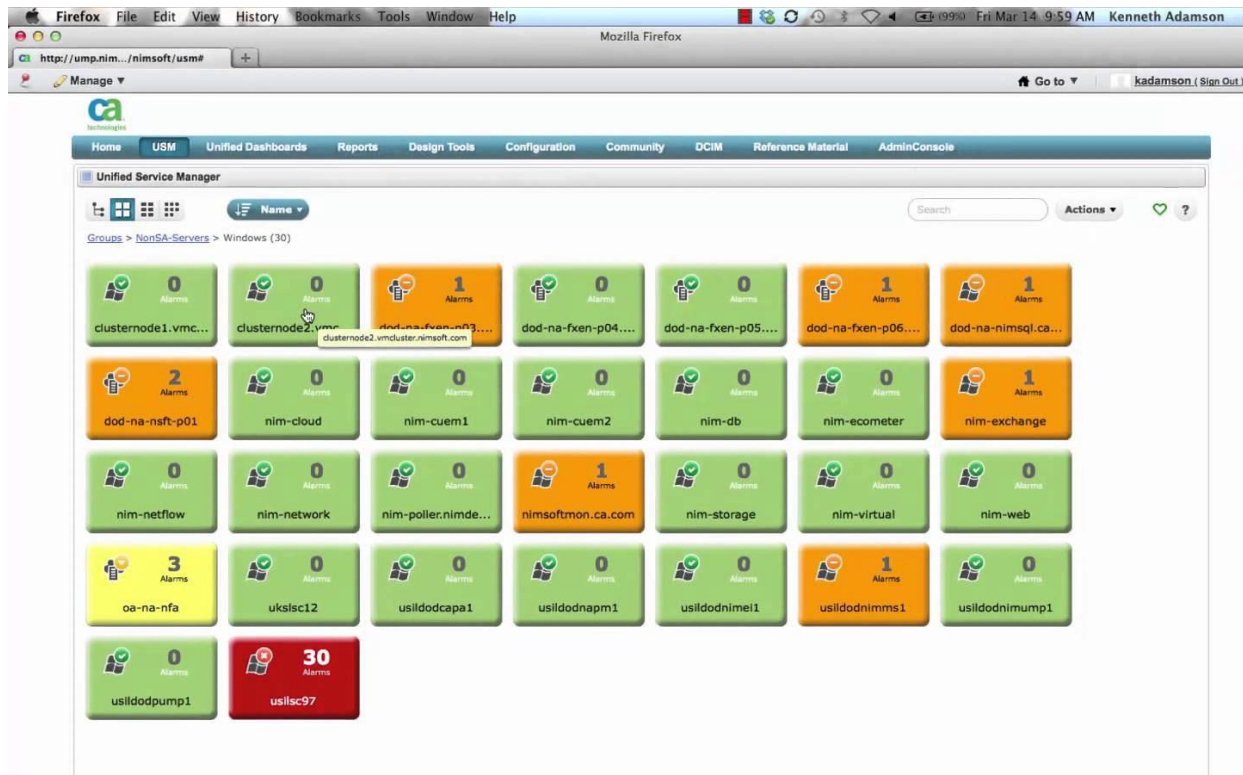 Firefox File Edit View History Bookmarks Tools Window Help (99%) Fri Mar 14 9:59 AM Kenneth Adamson
Mozilla Firefox
http://ump.nim.../nimsoft/usm#
Manage Go to kadamson ( Sign Out )
ca
technologies
Home USM Unified Dashboards Reports Design Tools Configuration Community DCIM Reference Material AdminConsole
Unified Service Manager
Name Search Actions ?
Groups > NonSA-Servers > Windows (30)
0 0 1 0 0 1 1
Alarms Alarms Alarms Alarms Alarms Alarms Alarms
clusternode1.vmc... clusternode2.vmc... dod-na-fxen-p03.... dod-na-fxen-p04.... dod-na-fxen-p05.... dod-na-fxen-p06.... dod-na-nimsql.ca...
clusternode2.vmcluster.nimsoft.com
2 0 0 0 0 0 1
Alarms Alarms Alarms Alarms Alarms Alarms Alarms
dod-na-nsft-p01 nim-cloud nim-cuem1 nim-cuem2 nim-db nim-ecometer nim-exchange
0 0 0 1 0 0 0
Alarms Alarms Alarms Alarms Alarms Alarms Alarms
nim-netflow nim-network nim-poller.nimde... nimsoftmon.ca.com nim-storage nim-virtual nim-web
3 0 0 0 0 1 0
Alarms Alarms Alarms Alarms Alarms Alarms Alarms
oa-na-nfa ukslsc12 usildodcapa1 usildodnapm1 usildodnimei1 usildodnimms1 usildodnimump1
0 30
Alarms Alarms
usildodpump1 usilsc97